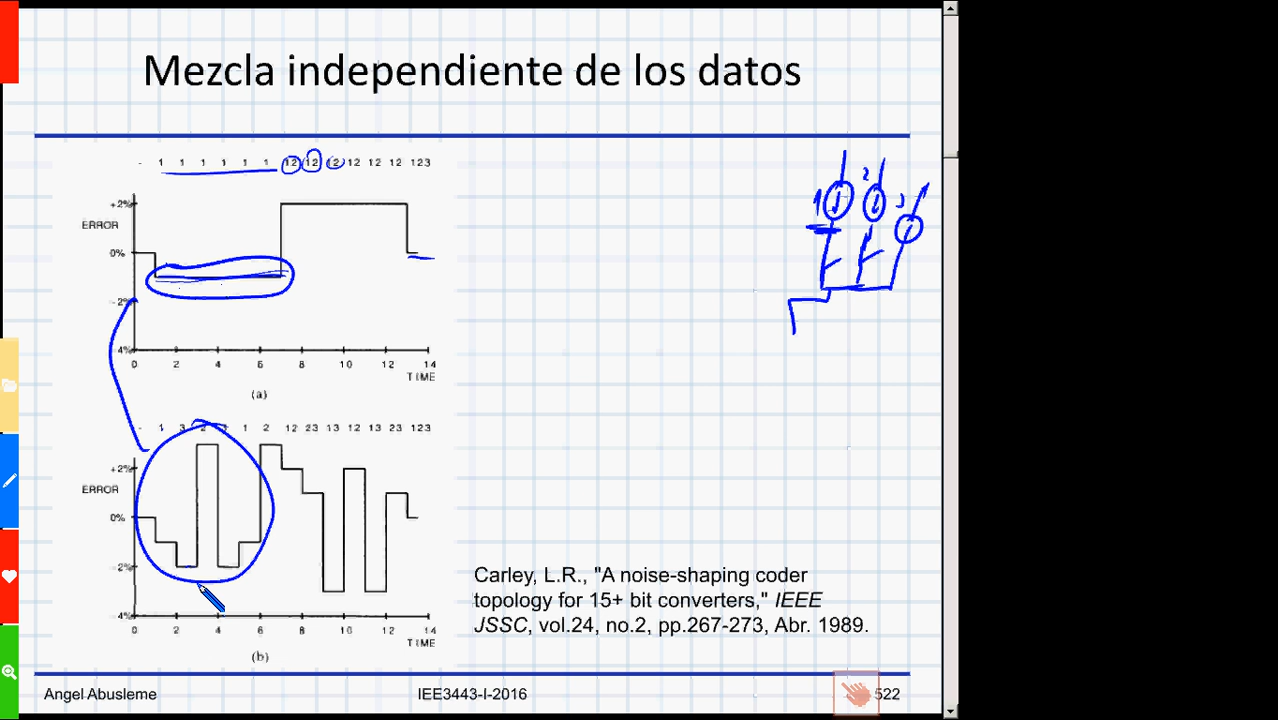 Mezcla independiente de los datos
- 1 1 1 1 1 1 12 12 12 12 12 12 123
+2%
ERROR
0%
-2%
4%
0 2 4 6 8 10 12 14
TIME
(a)
1 2 3
- 1 3 2 1 2 12 23 13 12 13 23 123
+2%
ERROR
0%
-2%
-4%
0 2 4 6 8 10 12 14
TIME
(b)
Carley, L.R., "A noise-shaping coder
topology for 15+ bit converters," IEEE
JSSC, vol.24, no.2, pp.267-273, Abr. 1989.
Angel Abusleme IEE3443-I-2016 522